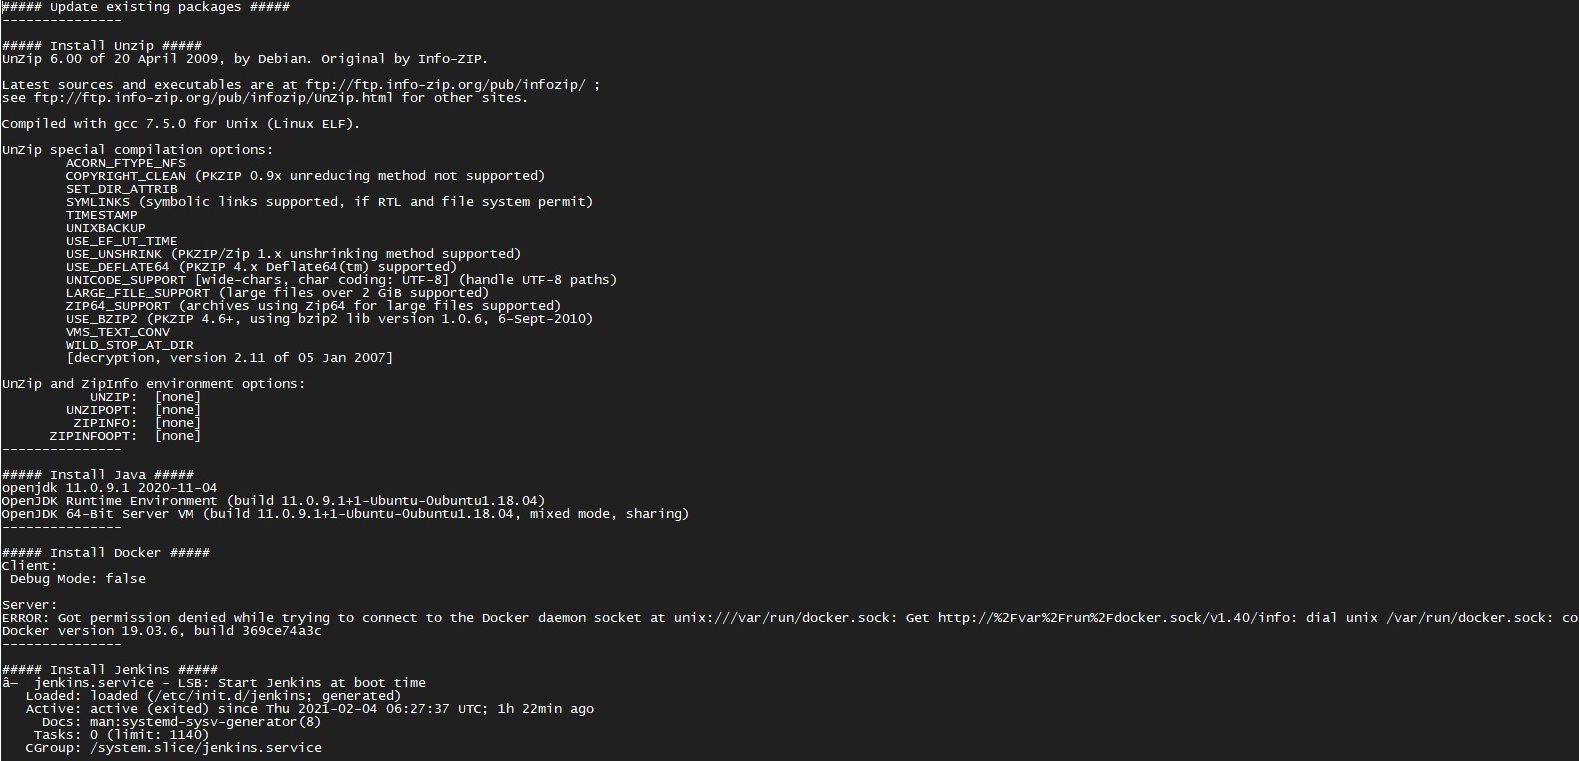 ##### Update existing packages #####
---------------
##### Install Unzip #####
UnZip 6.00 of 20 April 2009, by Debian. Original by Info-ZIP.
Latest sources and executables are at ftp://ftp.info-zip.org/pub/infozip/ ;
see ftp://ftp.info-zip.org/pub/infozip/UnZip.html for other sites.
Compiled with gcc 7.5.0 for Unix (Linux ELF).
UnZip special compilation options:
ACORN_FTYPE_NFS
COPYRIGHT_CLEAN (PKZIP 0.9x unreducing method not supported)
SET_DIR_ATTRIB
SYMLINKS (symbolic links supported, if RTL and file system permit)
TIMESTAMP
UNIXBACKUP
USE_EF_UT_TIME
USE_UNSHRINK (PKZIP/Zip 1.x unshrinking method supported)
USE_DEFLATE64 (PKZIP 4.x Deflate64(tm) supported)
UNICODE_SUPPORT [wide-chars, char coding: UTF-8] (handle UTF-8 paths)
LARGE_FILE_SUPPORT (large files over 2 GiB supported)
ZIP64_SUPPORT (archives using Zip64 for large files supported)
USE_BZIP2 (PKZIP 4.6+, using bzip2 lib version 1.0.6, 6-Sept-2010)
VMS_TEXT_CONV
WILD_STOP_AT_DIR
[decryption, version 2.11 of 05 Jan 2007]
UnZip and ZipInfo environment options:
UNZIP:  [none]
UNZIPOPT:  [none]
ZIPINFO:  [none]
ZIPINFOOPT:  [none]
---------------
##### Install Java #####
openjdk 11.0.9.1 2020-11-04
OpenJDK Runtime Environment (build 11.0.9.1+1-Ubuntu-0ubuntu1.18.04)
OpenJDK 64-Bit Server VM (build 11.0.9.1+1-Ubuntu-0ubuntu1.18.04, mixed mode, sharing)
---------------
##### Install Docker #####
Client:
Debug Mode: false
Server:
ERROR: Got permission denied while trying to connect to the Docker daemon socket at unix:///var/run/docker.sock: Get http://%2Fvar%2Frun%2Fdocker.sock/v1.40/info: dial unix /var/run/docker.sock: co
Docker version 19.03.6, build 369ce74a3c
---------------
##### Install Jenkins #####
â— jenkins.service - LSB: Start Jenkins at boot time
Loaded: loaded (/etc/init.d/jenkins; generated)
Active: active (exited) since Thu 2021-02-04 06:27:37 UTC; 1h 22min ago
Docs: man:systemd-sysv-generator(8)
Tasks: 0 (limit: 1140)
CGroup: /system.slice/jenkins.service